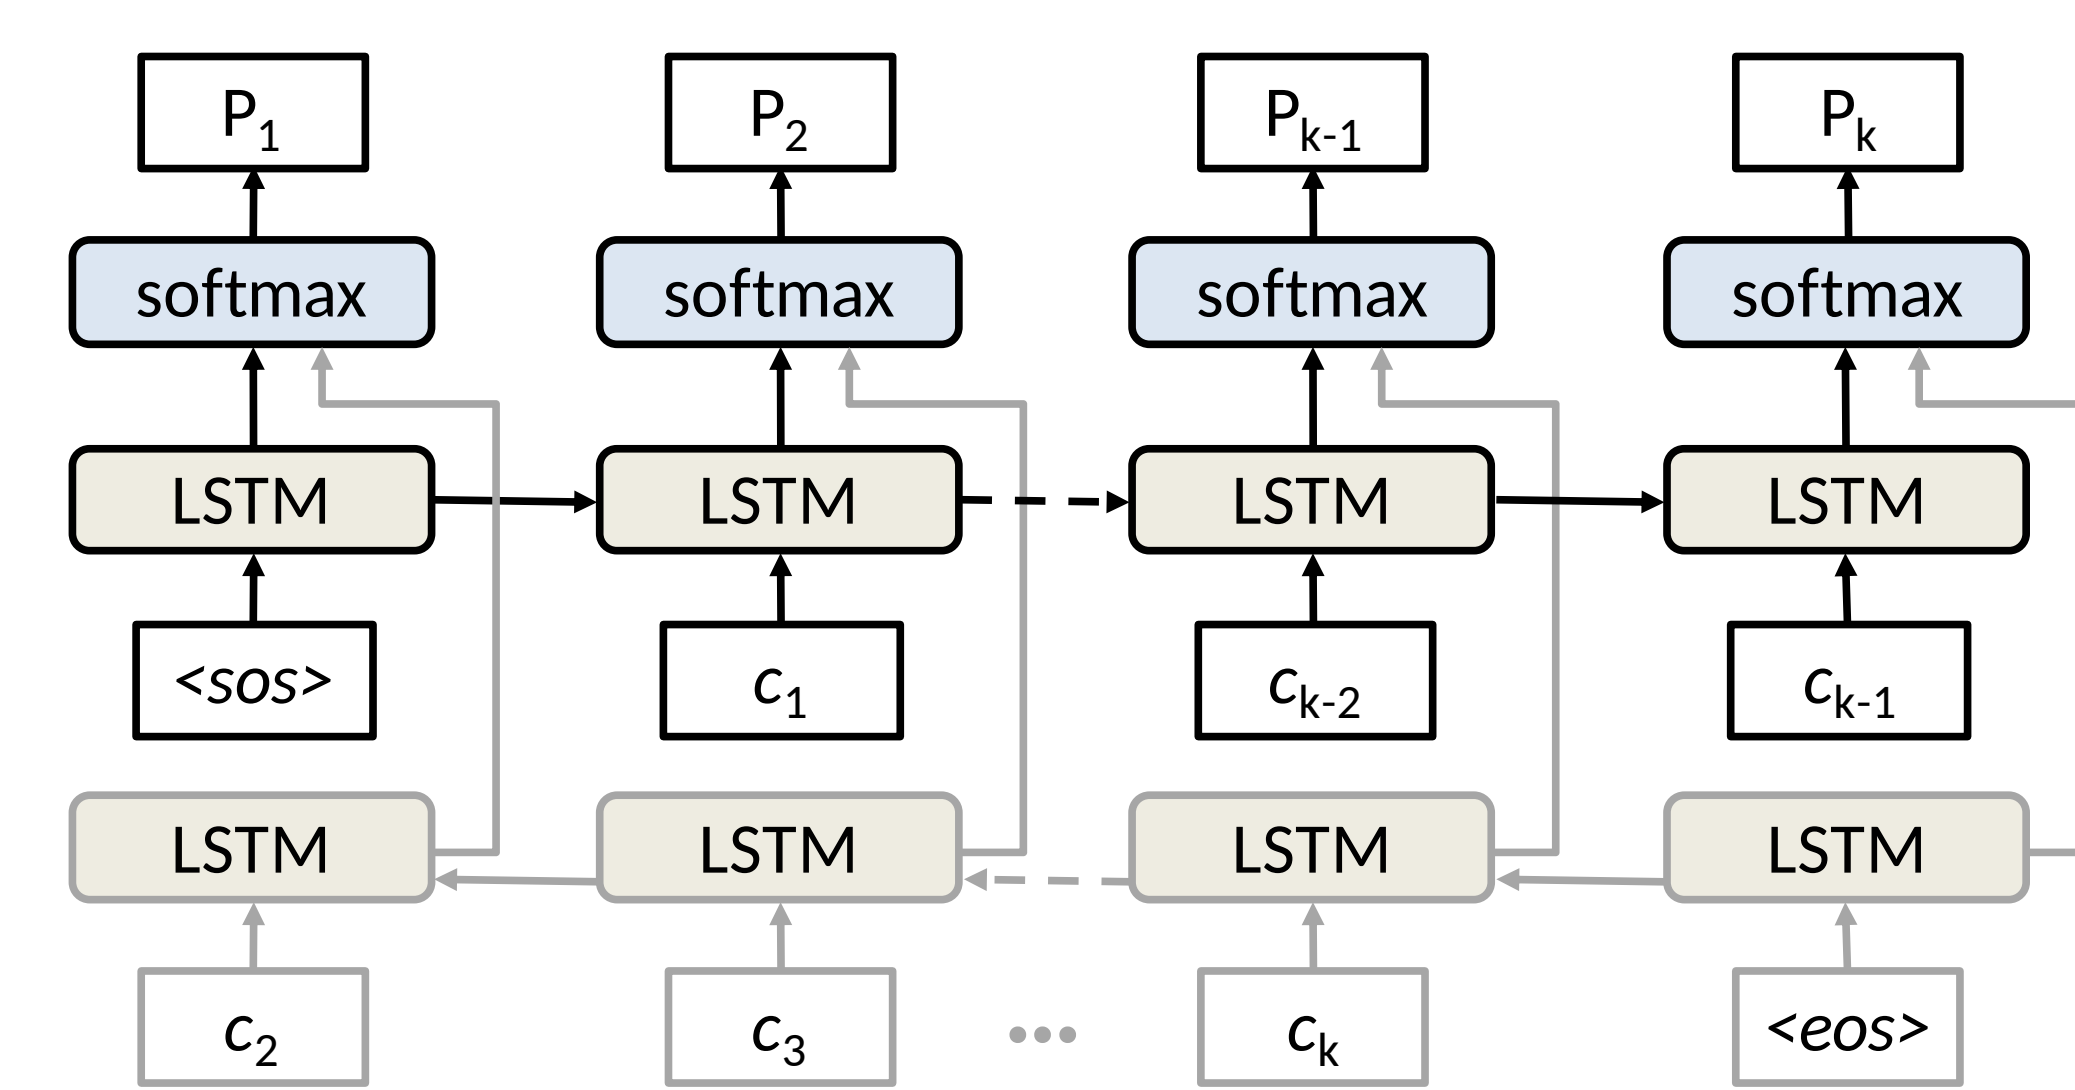 P1 P2 Pk-1 Pk
softmax softmax softmax softmax
LSTM LSTM LSTM LSTM
<sos> c1 ck-2 ck-1
LSTM LSTM LSTM LSTM
c2 c3 ••• ck <eos>